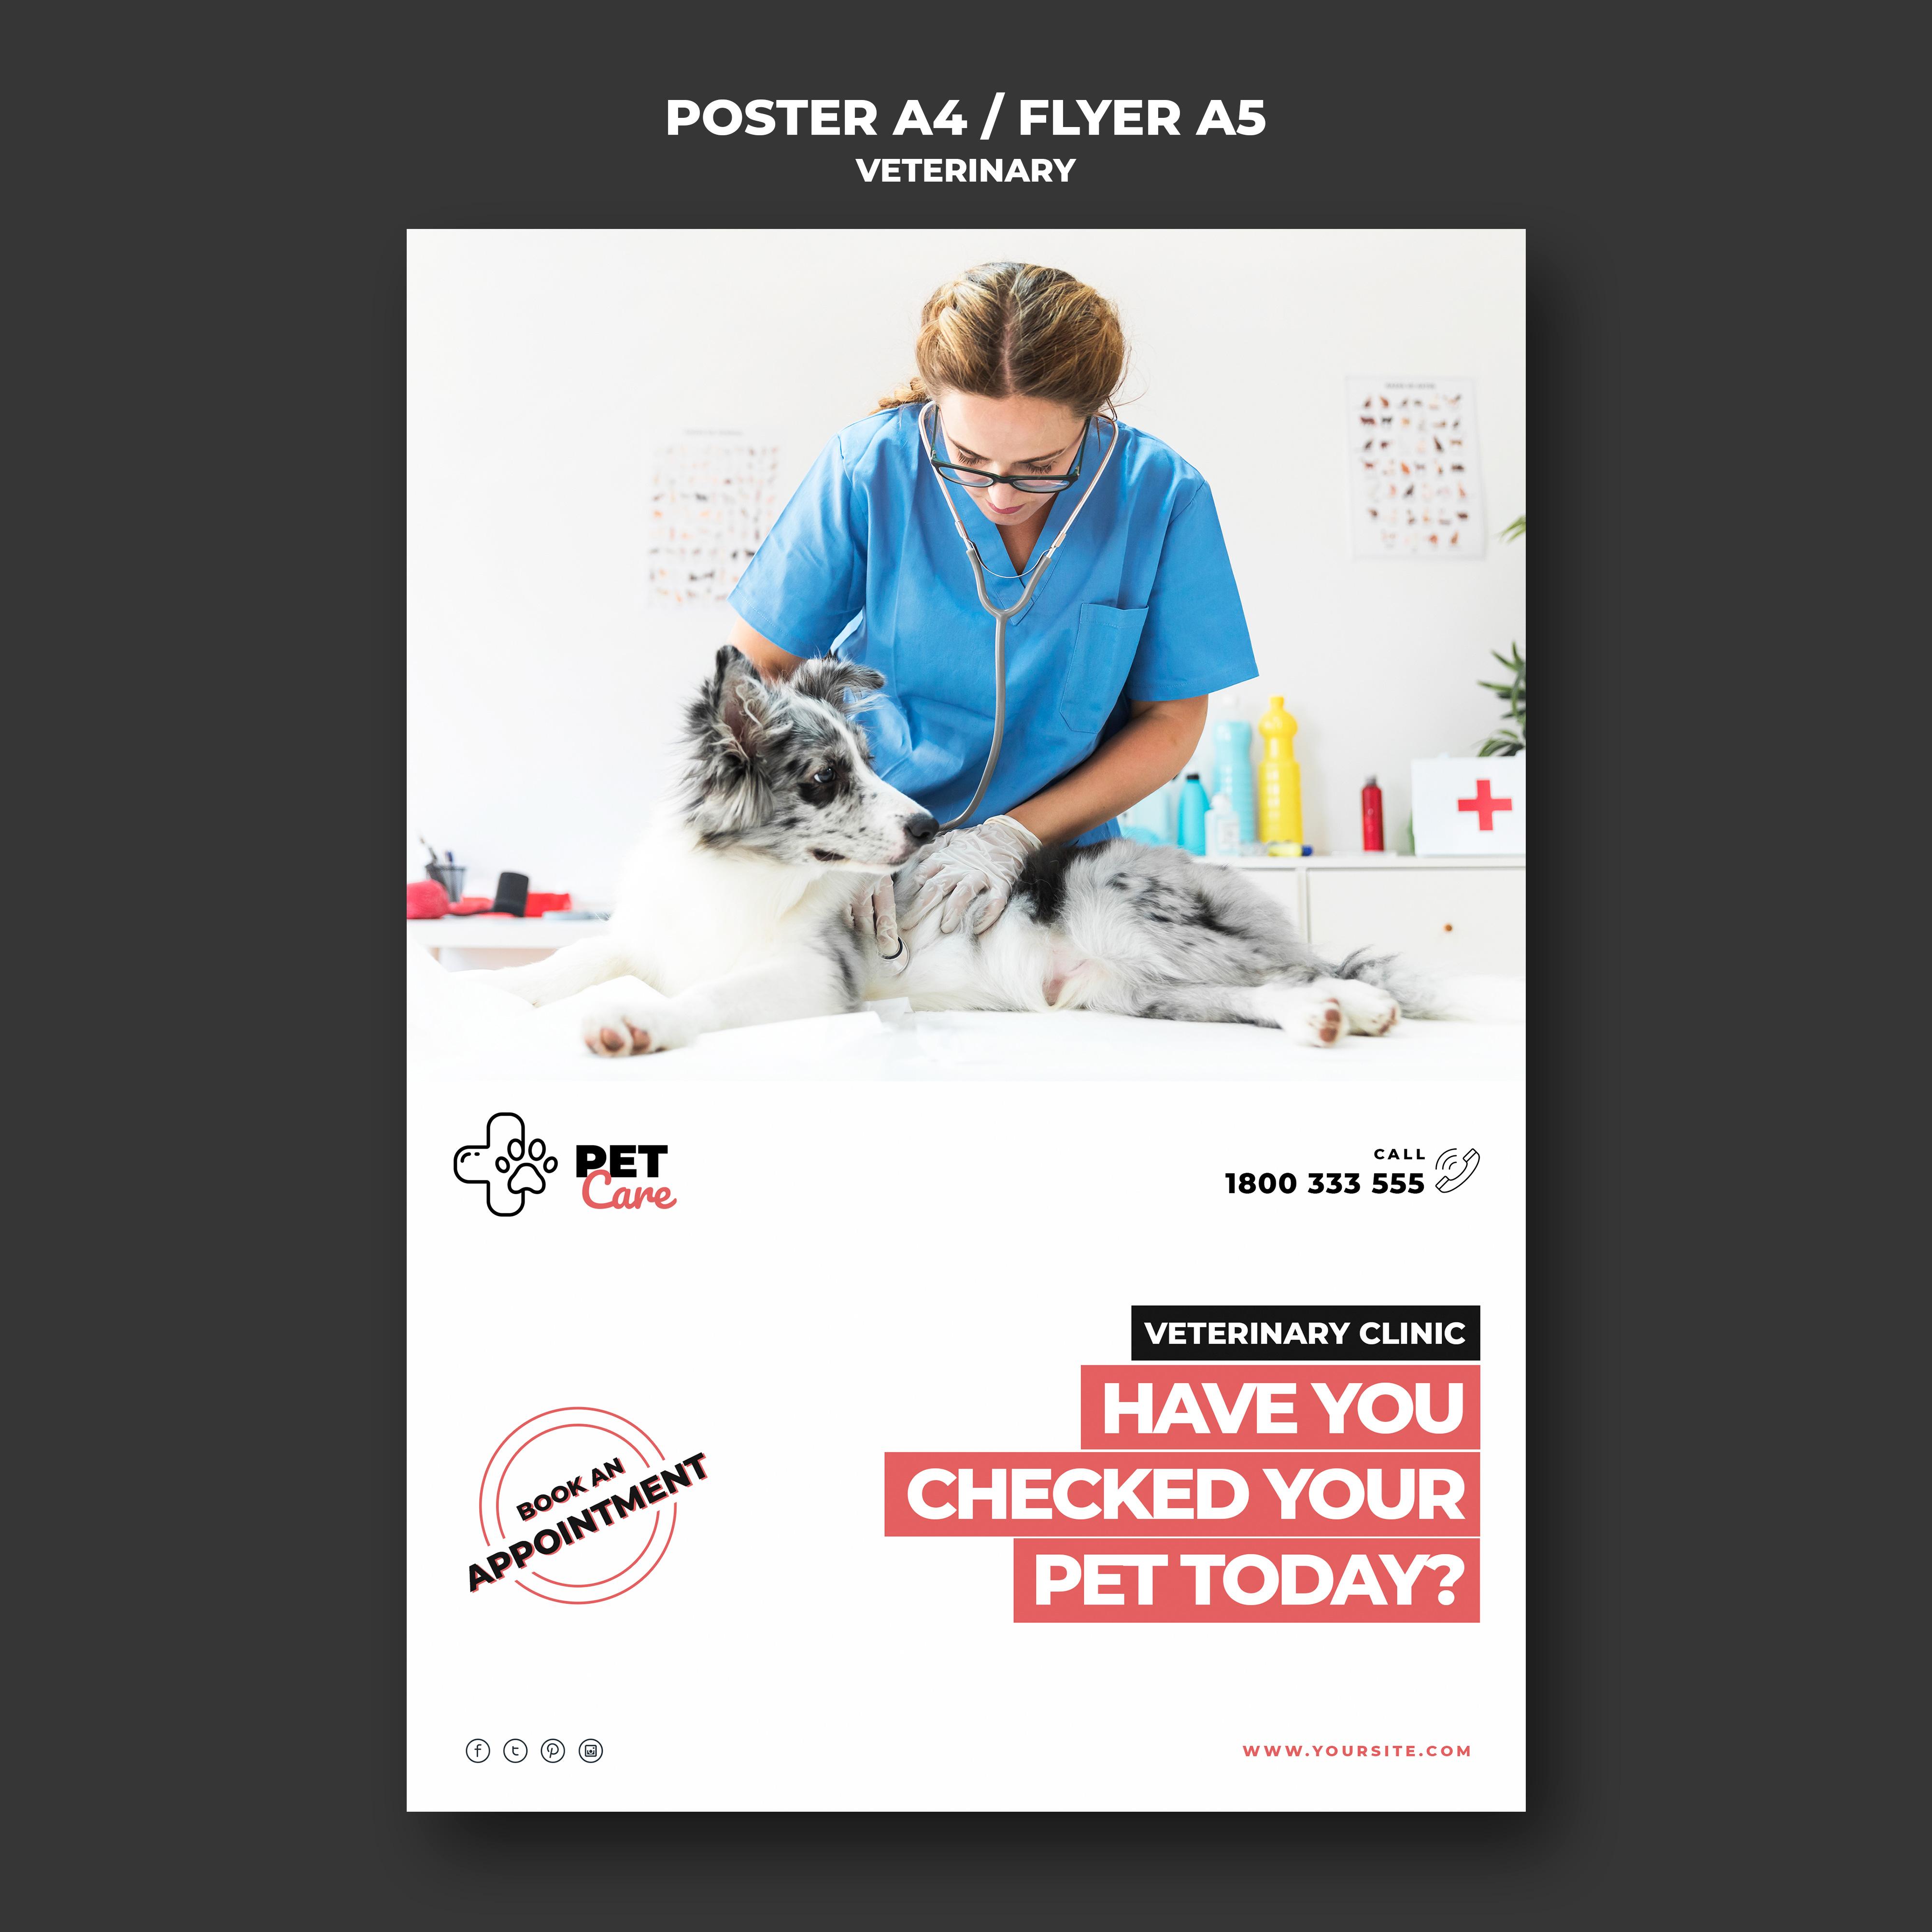 POSTER A4 / FLYER A5
VETERINARY
PET
Care
CALL
1800 333 555
VETERINARY CLINIC
HAVE YOU
CHECKED YOUR
PET TODAY?
BOOK AN
APPOINTMENT
WWW.YOURSITE.COM